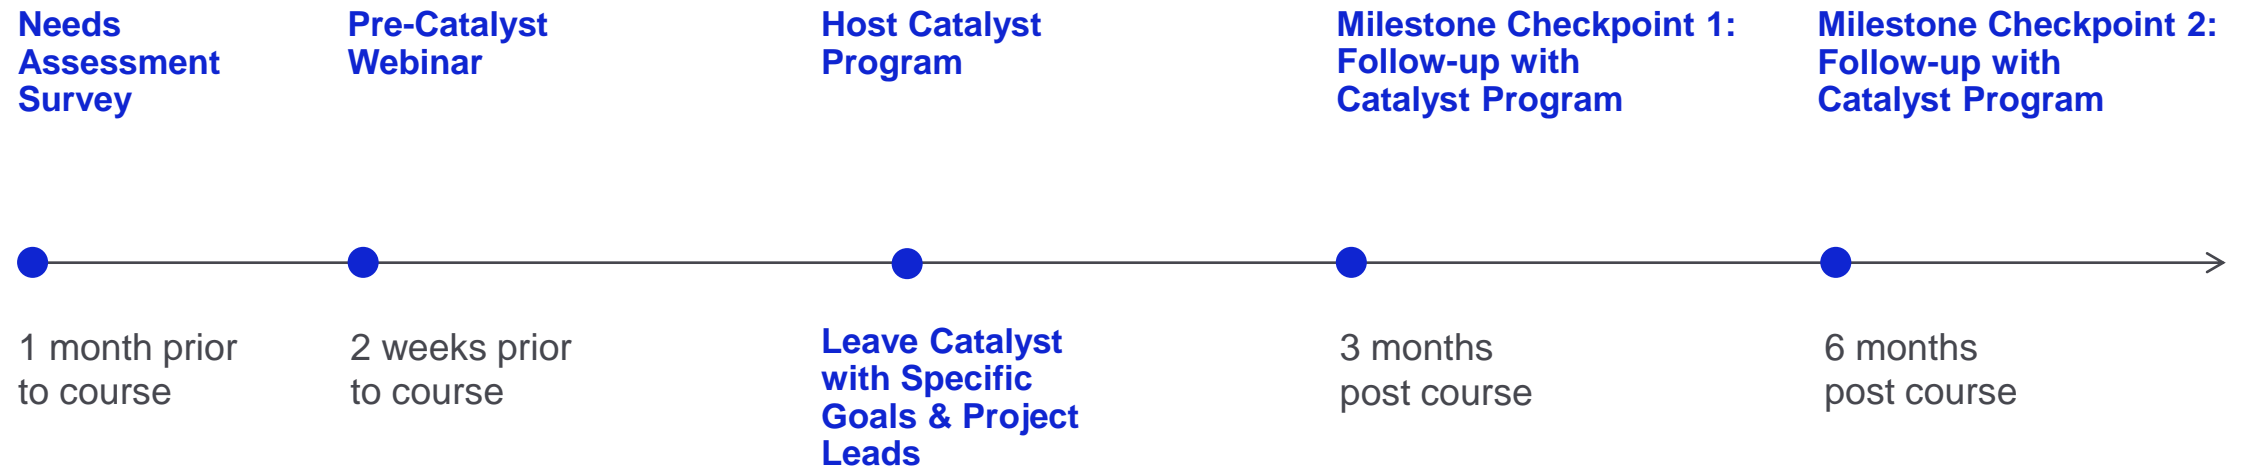 Needs
Assessment
Survey
Pre-Catalyst
Webinar
Host Catalyst
Program
Milestone Checkpoint 1:
Follow-up with
Catalyst Program
Milestone Checkpoint 2:
Follow-up with
Catalyst Program
1 month prior
to course
2 weeks prior
to course
Leave Catalyst
with Specific
Goals & Project
Leads
3 months
post course
6 months
post course